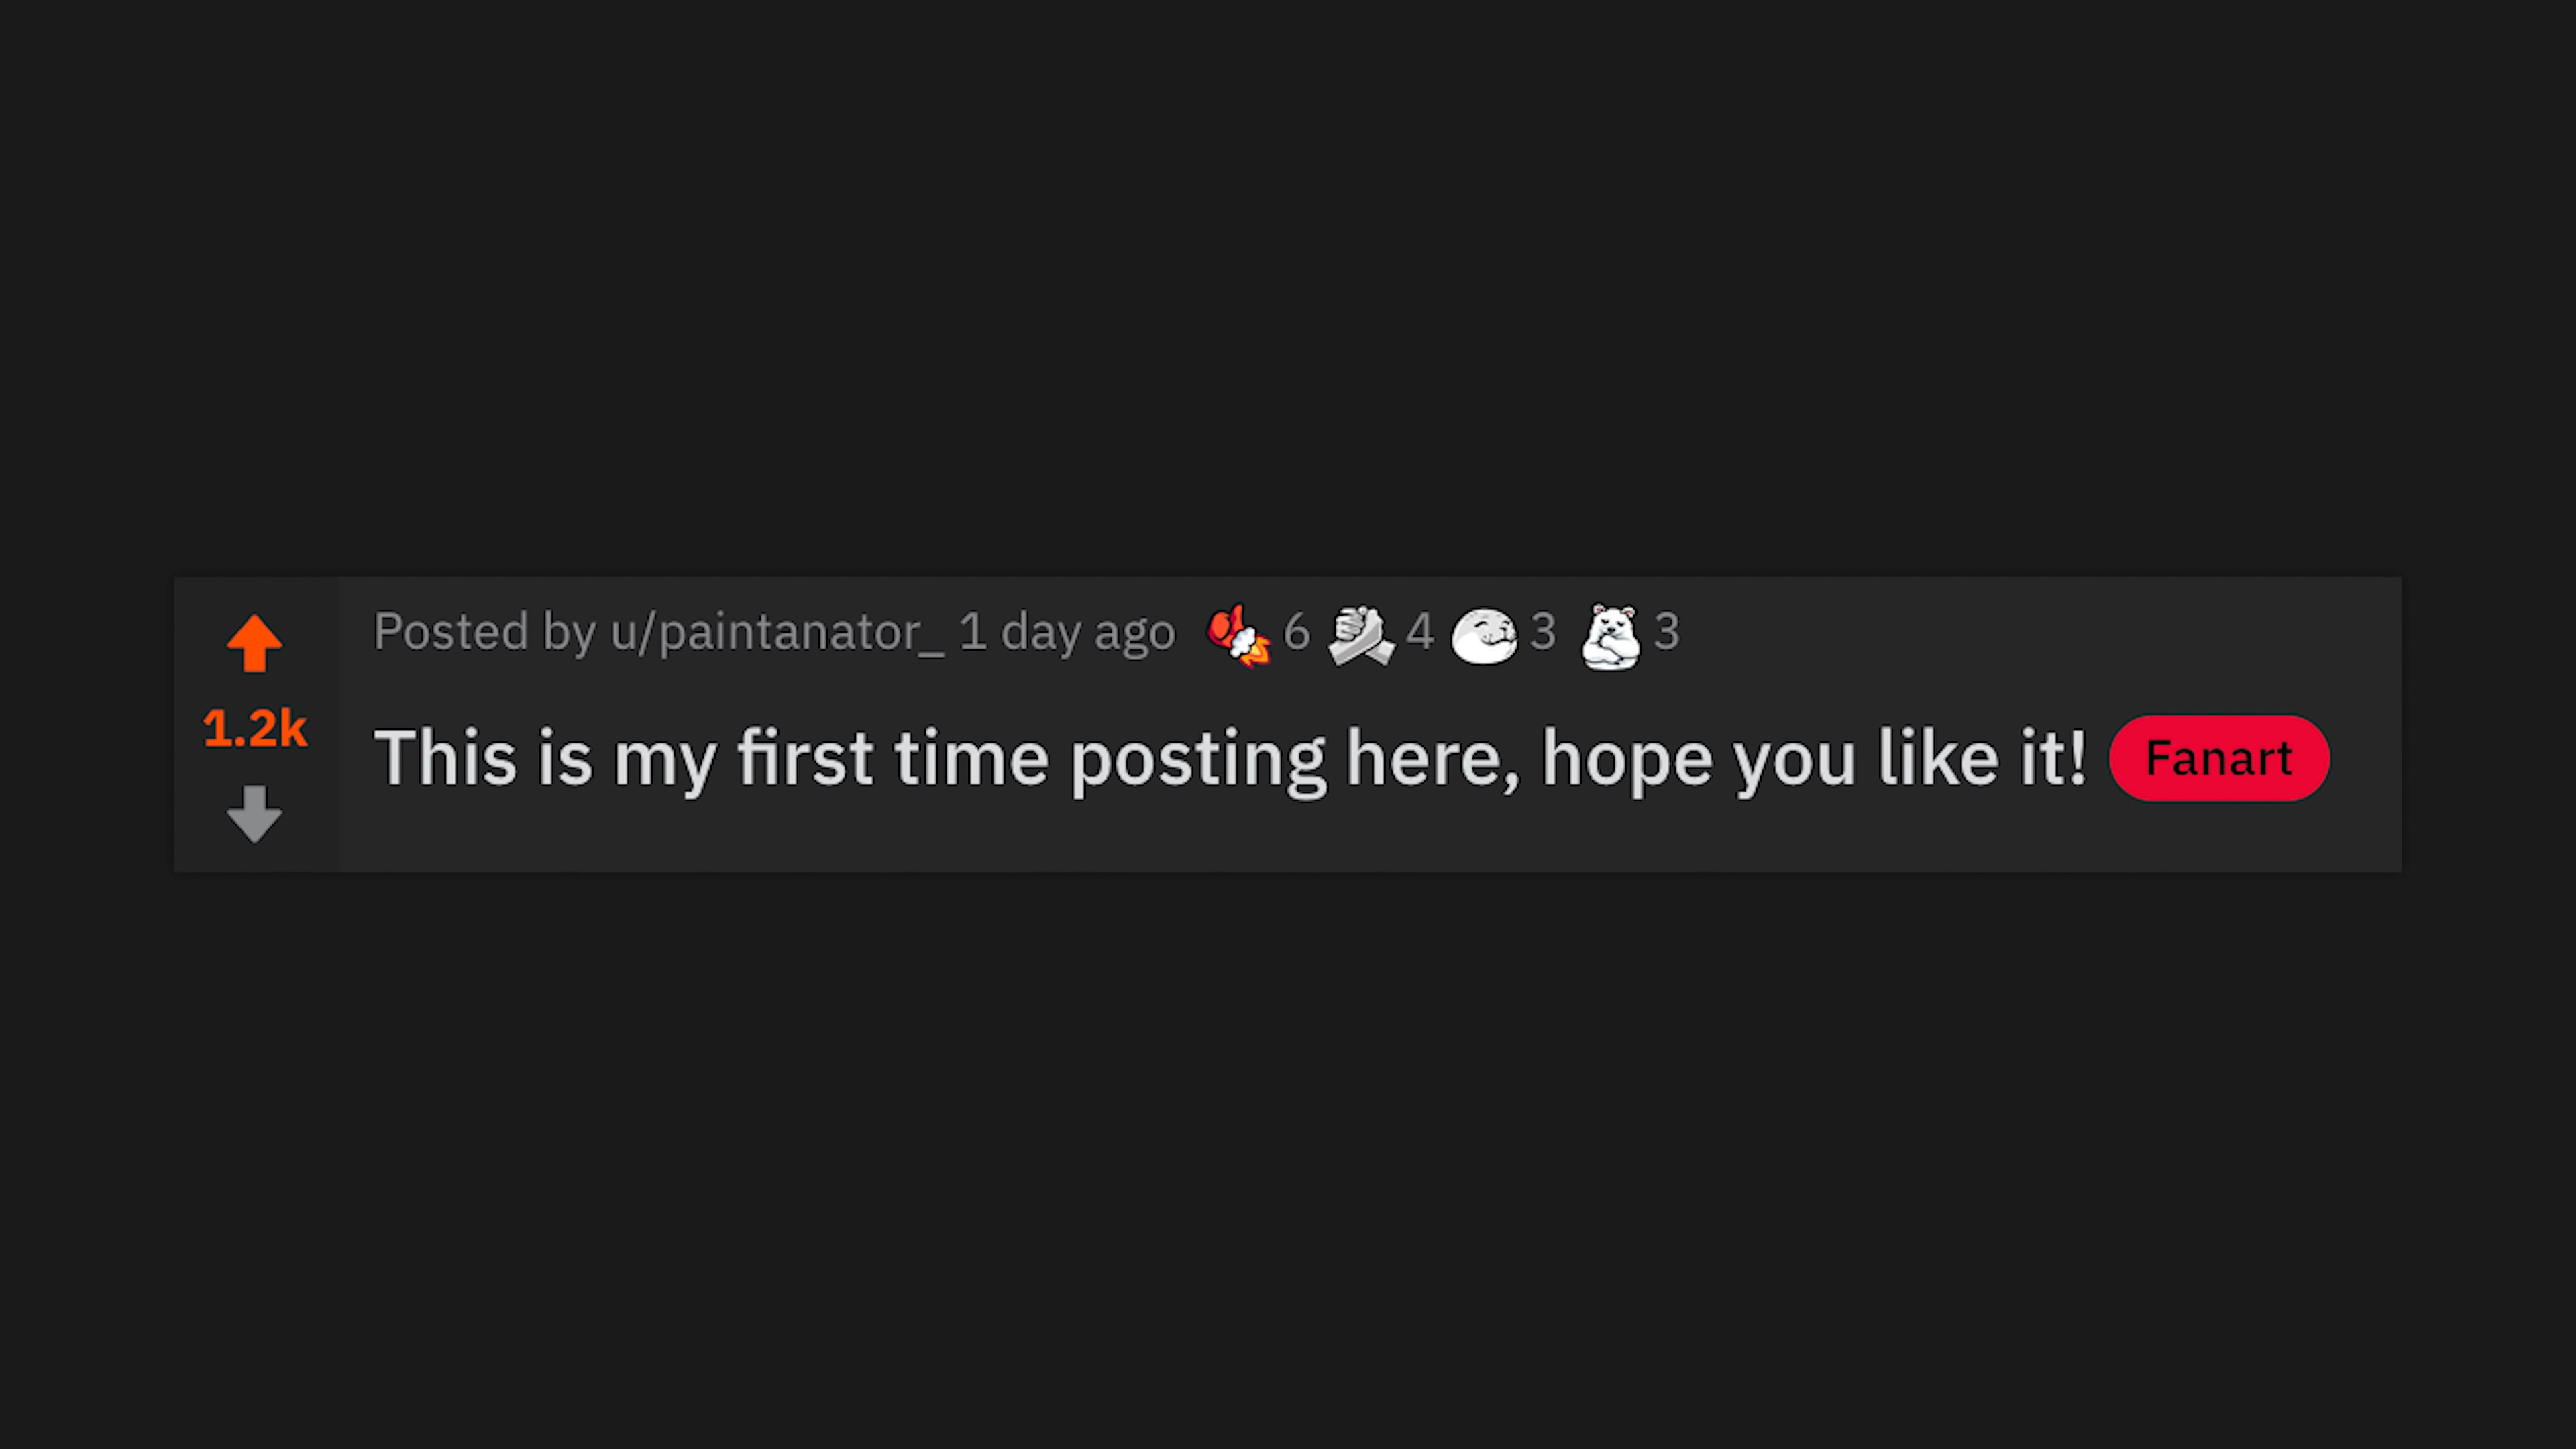 Posted by u/paintanator_ 1 day ago 6 4 3 3
1.2k
This is my first time posting here, hope you like it! Fanart